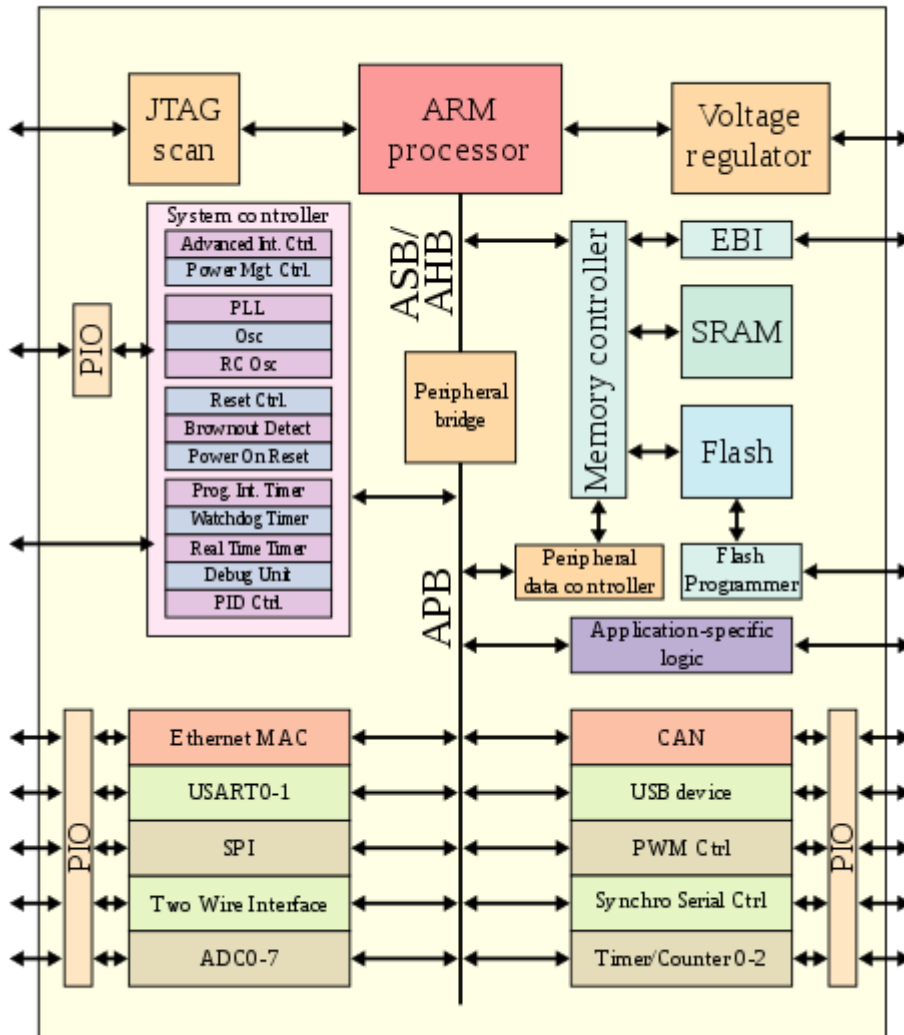 JTAG
scan
ARM
processor
Voltage
regulator
System controller
Advanced Int. Ctrl.
Power Mgt. Ctrl.
PLL
Osc
RC Osc
Reset Ctrl.
Brownout Detect
Power On Reset
Prog. Int. Timer
Watchdog Timer
Real Time Timer
Debug Unit
PID Ctrl.
PIO
ASB/
AHB
Peripheral
bridge
APB
Memory controller
EBI
SRAM
Flash
Peripheral
data controller
Flash
Programmer
Application-specific
logic
PIO
Ethernet MAC
USART0-1
SPI
Two Wire Interface
ADC0-7
CAN
USB device
PWM Ctrl
Synchro Serial Ctrl
Timer/Counter 0-2
PIO